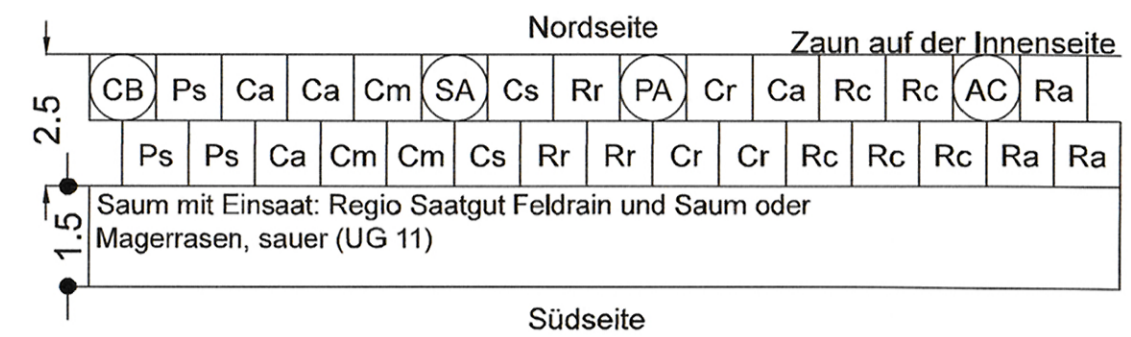 Nordseite
Zaun auf der Innenseite
2.5
CB Ps Ca Ca Cm SA Cs Rr PA Cr Ca Rc Rc AC Ra
Ps Ps Ca Cm Cm Cs Rr Rr Cr Cr Rc Rc Rc Ra Ra
1.5
Saum mit Einsaat: Regio Saatgut Feldrain und Saum oder
Magerrasen, sauer (UG 11)
Südseite